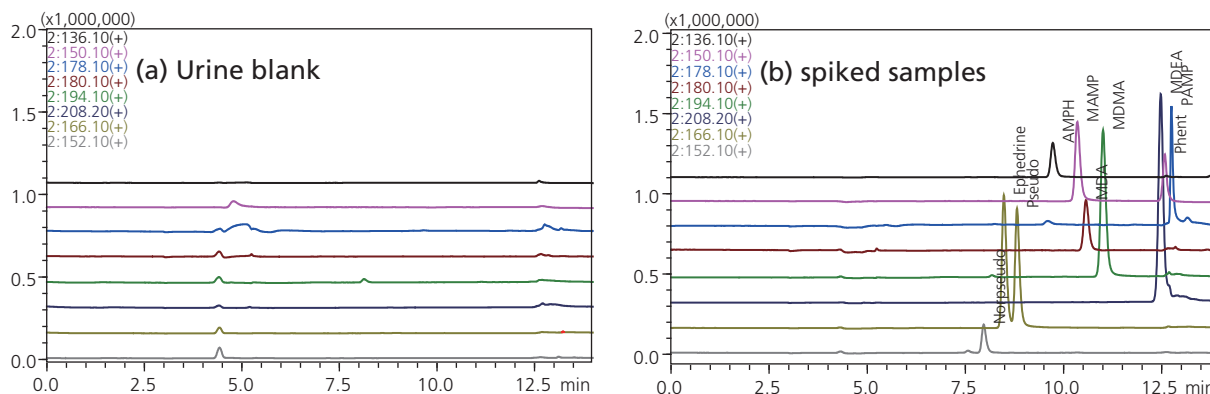 (x1,000,000)
2.0
2:136.10(+)
2:150.10(+)
2:178.10(+)
2:180.10(+)
2:194.10(+)
2:208.20(+)
2:166.10(+)
2:152.10(+)
(a) Urine blank
1.5
1.0
0.5
0.0
0.0 2.5 5.0 7.5 10.0 12.5 min
(x1,000,000)
2.0
2:136.10(+)
2:150.10(+)
2:178.10(+)
2:180.10(+)
2:194.10(+)
2:208.20(+)
2:166.10(+)
2:152.10(+)
(b) spiked samples
1.5
1.0
0.5
0.0
Norpseudo
Ephedrine
Pseudo
AMPH
MAMP
MDA
MDMA
Phent
MDEA
PAMP
0.0 2.5 5.0 7.5 10.0 12.5 min